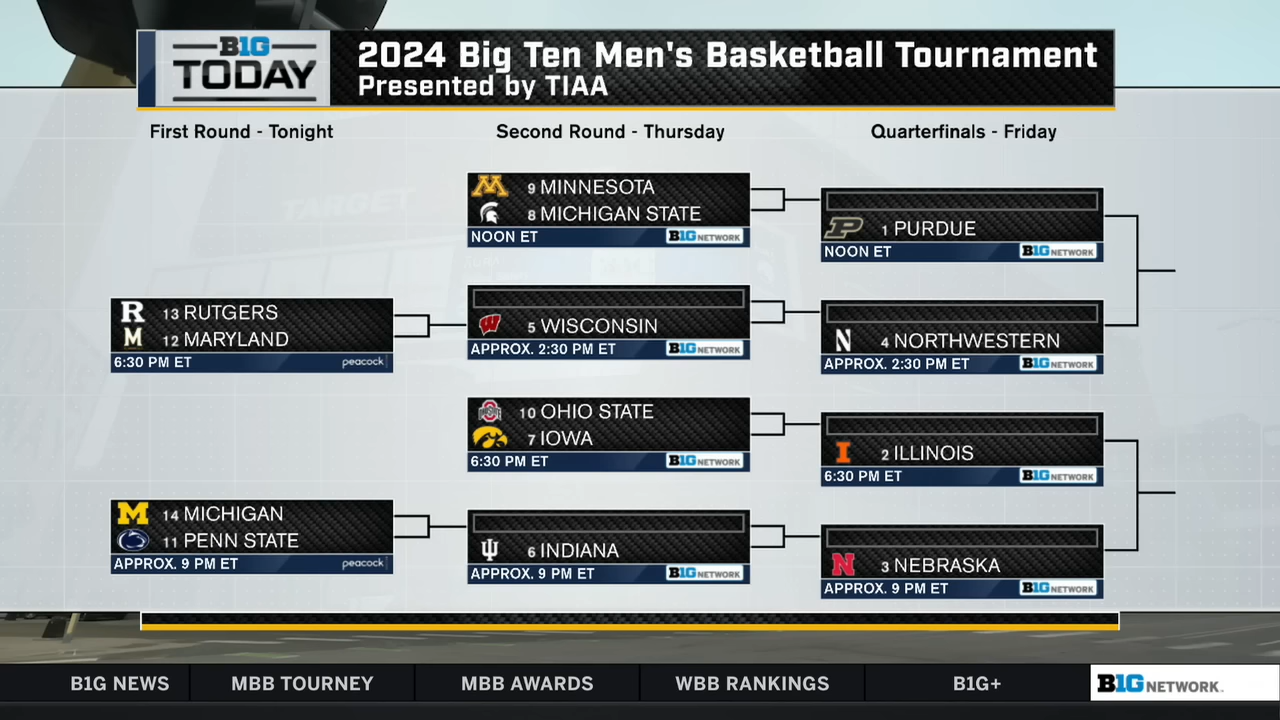 B1G
TODAY
2024 Big Ten Men's Basketball Tournament
Presented by TIAA
First Round - Tonight
Second Round - Thursday
Quarterfinals - Friday
R 13 RUTGERS
M 12 MARYLAND
6:30 PM ET peacock
M 14 MICHIGAN
11 PENN STATE
APPROX. 9 PM ET peacock
M 9 MINNESOTA
8 MICHIGAN STATE
NOON ET B1G NETWORK
W 5 WISCONSIN
APPROX. 2:30 PM ET B1G NETWORK
10 OHIO STATE
7 IOWA
6:30 PM ET B1G NETWORK
6 INDIANA
APPROX. 9 PM ET B1G NETWORK
P 1 PURDUE
NOON ET B1G NETWORK
N 4 NORTHWESTERN
APPROX. 2:30 PM ET B1G NETWORK
I 2 ILLINOIS
6:30 PM ET B1G NETWORK
N 3 NEBRASKA
APPROX. 9 PM ET B1G NETWORK
B1G NEWS
MBB TOURNEY
MBB AWARDS
WBB RANKINGS
B1G+
B1G NETWORK